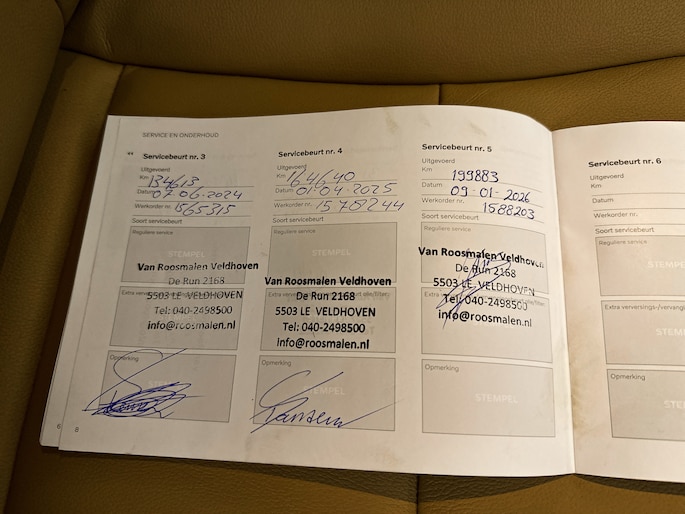 SERVICE EN ONDERHOUD
Servicebeurt nr. 3
Uitgevoerd
Km 134613
Datum 07-06-2024
Werkorder nr. 1565315
Soort servicebeurt
Reguliere service
STEMPEL
Van Roosmalen Veldhoven
De Run 2168
5503 LE VELDHOVEN
Tel: 040-2498500
info@roosmalen.nl
Opmerking
Servicebeurt nr. 4
Uitgevoerd
Km 164640
Datum 01-04-2025
Werkorder nr. 15782244
Soort servicebeurt
Reguliere service
Van Roosmalen Veldhoven
De Run 2168
5503 LE VELDHOVEN
Tel: 040-2498500
info@roosmalen.nl
Opmerking
STEMPEL
Jansen
Servicebeurt nr. 5
Uitgevoerd
Km 199883
Datum 09-01-2026
Werkorder nr. 1588203
Soort servicebeurt
Reguliere service
Van Roosmalen Veldhoven
De Run 2168
5503 LE VELDHOVEN
Tel: 040-2498500
info@roosmalen.nl
Opmerking
STEMPEL
8
Servicebeurt nr. 6
Uitgevoerd
Km
Datum
Werkorder nr.
Soort servicebeurt
Reguliere service
STEMPEL
Extra verversings-/vervang
STEMPEL
Opmerking
STEMPEL
6